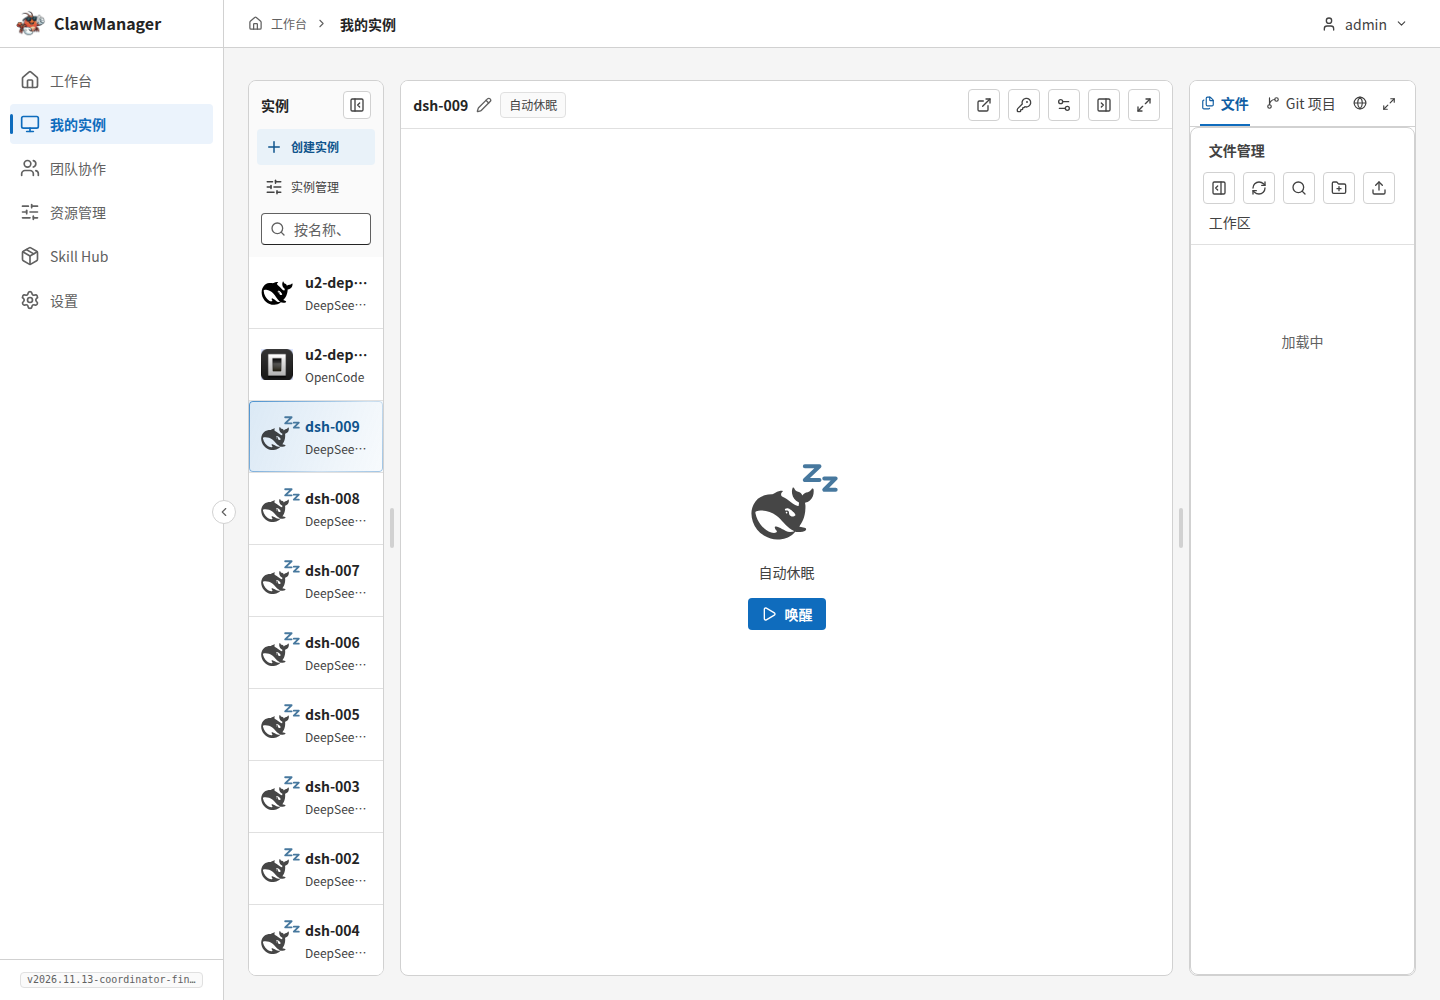 ClawManager
工作台
我的实例
admin
工作台
我的实例
团队协作
资源管理
Skill Hub
设置
v2026.11.13-coordinator-fin…
实例
创建实例
实例管理
按名称、
u2-dep…
DeepSee…
u2-dep…
OpenCode
dsh-009
DeepSee…
dsh-008
DeepSee…
dsh-007
DeepSee…
dsh-006
DeepSee…
dsh-005
DeepSee…
dsh-003
DeepSee…
dsh-002
DeepSee…
dsh-004
DeepSee…
dsh-009
自动休眠
自动休眠
唤醒
文件
Git 项目
文件管理
工作区
加载中